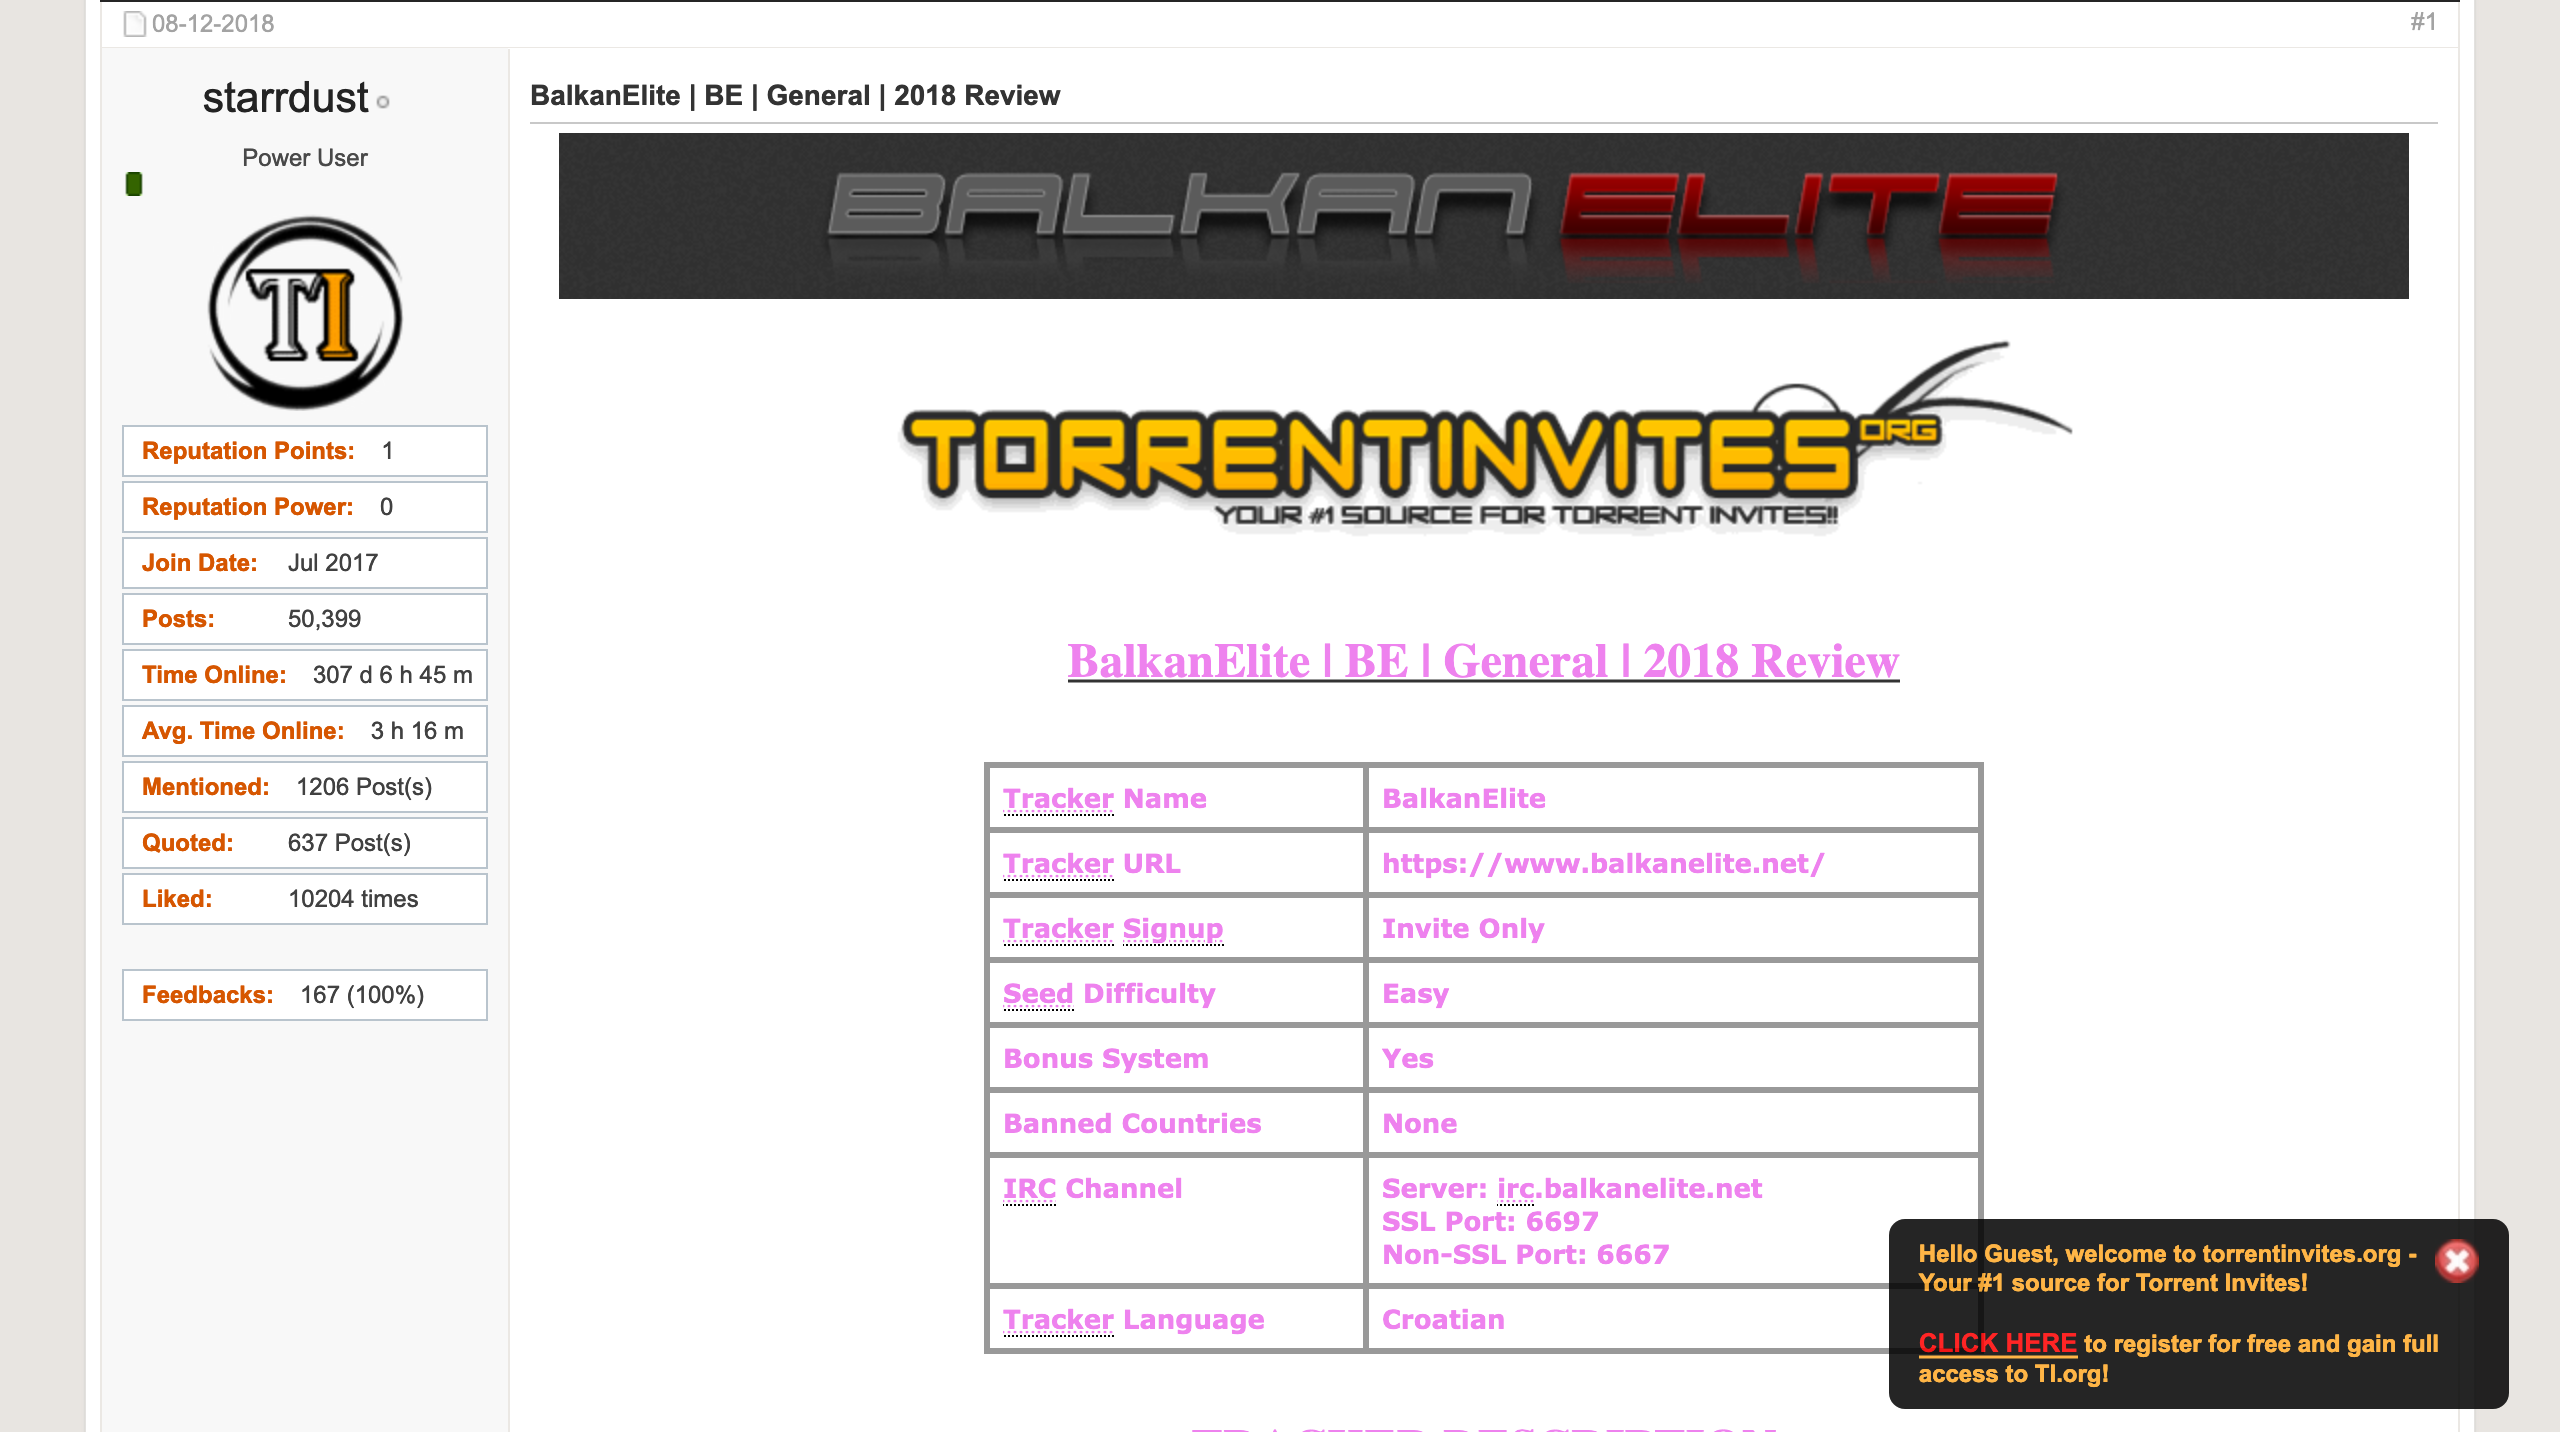 08-12-2018
#1
starrdust
Power User
TI
Reputation Points: 1
Reputation Power: 0
Join Date: Jul 2017
Posts: 50,399
Time Online: 307 d 6 h 45 m
Avg. Time Online: 3 h 16 m
Mentioned: 1206 Post(s)
Quoted: 637 Post(s)
Liked: 10204 times
Feedbacks: 167 (100%)
BalkanElite | BE | General | 2018 Review
BALKAN ELITE
TORRENTINVITES ORG
YOUR #1 SOURCE FOR TORRENT INVITES!!
BalkanElite | BE | General | 2018 Review
Tracker Name BalkanElite
Tracker URL https://www.balkanelite.net/
Tracker Signup Invite Only
Seed Difficulty Easy
Bonus System Yes
Banned Countries None
IRC Channel Server: irc.balkanelite.net
SSL Port: 6697
Non-SSL Port: 6667
Tracker Language Croatian
TRACKER DESCRIPTION
Hello Guest, welcome to torrentinvites.org -
Your #1 source for Torrent Invites!
CLICK HERE to register for free and gain full
access to TI.org!